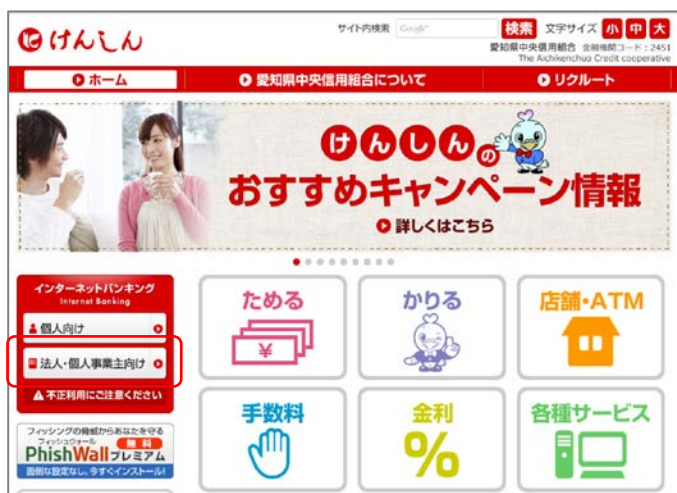 けんしん
サイト内検索 Google 検索 文字サイズ 小 中 大
愛知県中央信用組合 金融機関コード:2451
The Aichikenchuo Credit cooperative
ホーム 愛知県中央信用組合について リクルート
けんしんの
おすすめキャンペーン情報
詳しくはこちら
インターネットバンキング
Internet Banking
個人向け
法人・個人事業主向け
不正利用にご注意ください
フィッシングの脅威からあなたを守る
フィッシュウォール 無料
PhishWallプレミアム
面倒な設定なし。今すぐインストール!
ためる
¥
かりる
店舗・ATM
手数料
金利
%
各種サービス